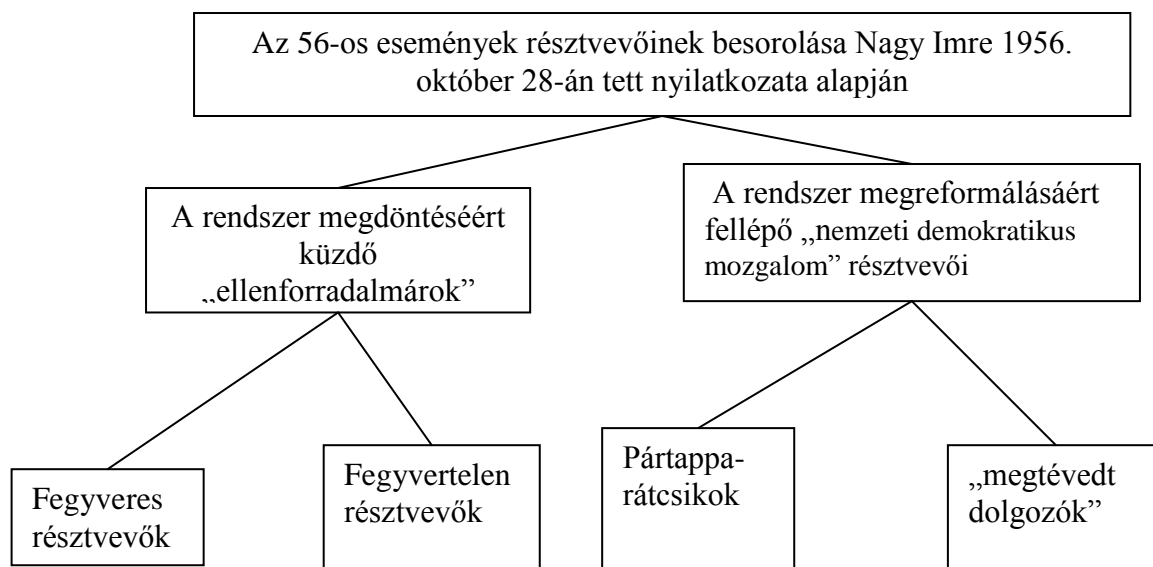 Az 56-os események résztvevőinek besorolása Nagy Imre 1956.
október 28-án tett nyilatkozata alapján
A rendszer megdöntéséért
küzdő
„ellenforradalmárok”
A rendszer megreformálásáért
fellépő „nemzeti demokratikus
mozgalom” résztvevői
Fegyveres
résztvevők
Fegyvertelen
résztvevők
Pártappa-
rátcsikok
„megtévedt
dolgozók”